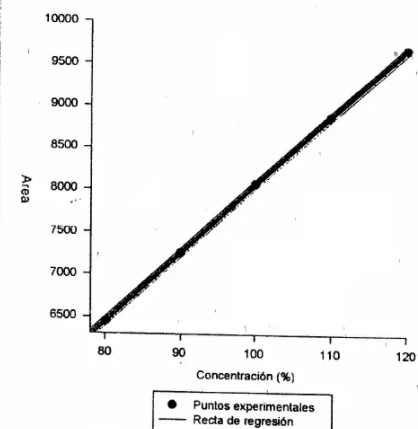 10000
9500
9000
8500
8000
7500
7000
6500
Area
80 90 100 110 120
Concentración (%)
Puntos experimentales
Recta de regresión